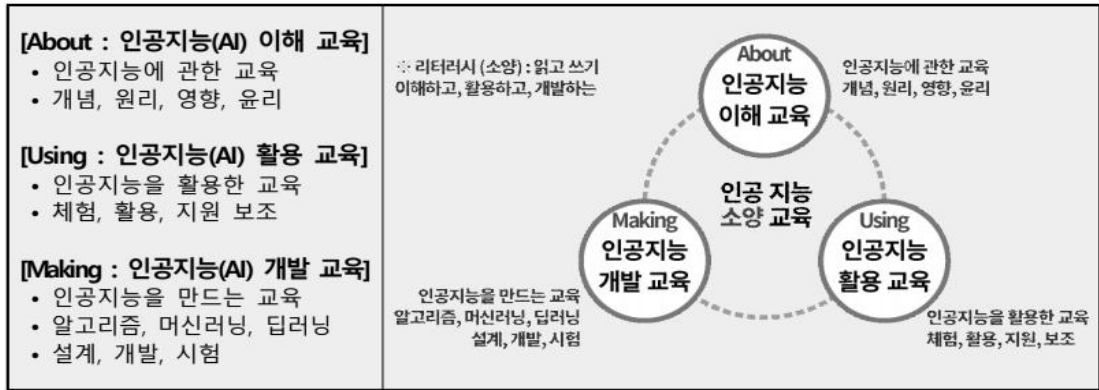 [About : 인공지능(AI) 이해 교육]
• 인공지능에 관한 교육
• 개념, 원리, 영향, 윤리
[Using : 인공지능(AI) 활용 교육]
• 인공지능을 활용한 교육
• 체험, 활용, 지원 보조
[Making : 인공지능(AI) 개발 교육]
• 인공지능을 만드는 교육
• 알고리즘, 머신러닝, 딥러닝
• 설계, 개발, 시험
※ 리터러시 (소양) : 읽고 쓰기
이해하고, 활용하고, 개발하는
About
인공지능
이해 교육
인공지능에 관한 교육
개념, 원리, 영향, 윤리
인공 지능
소양 교육
Making
인공지능
개발 교육
인공지능을 만드는 교육
알고리즘, 머신러닝, 딥러닝
설계, 개발, 시험
Using
인공지능
활용 교육
인공지능을 활용한 교육
체험, 활용, 지원, 보조